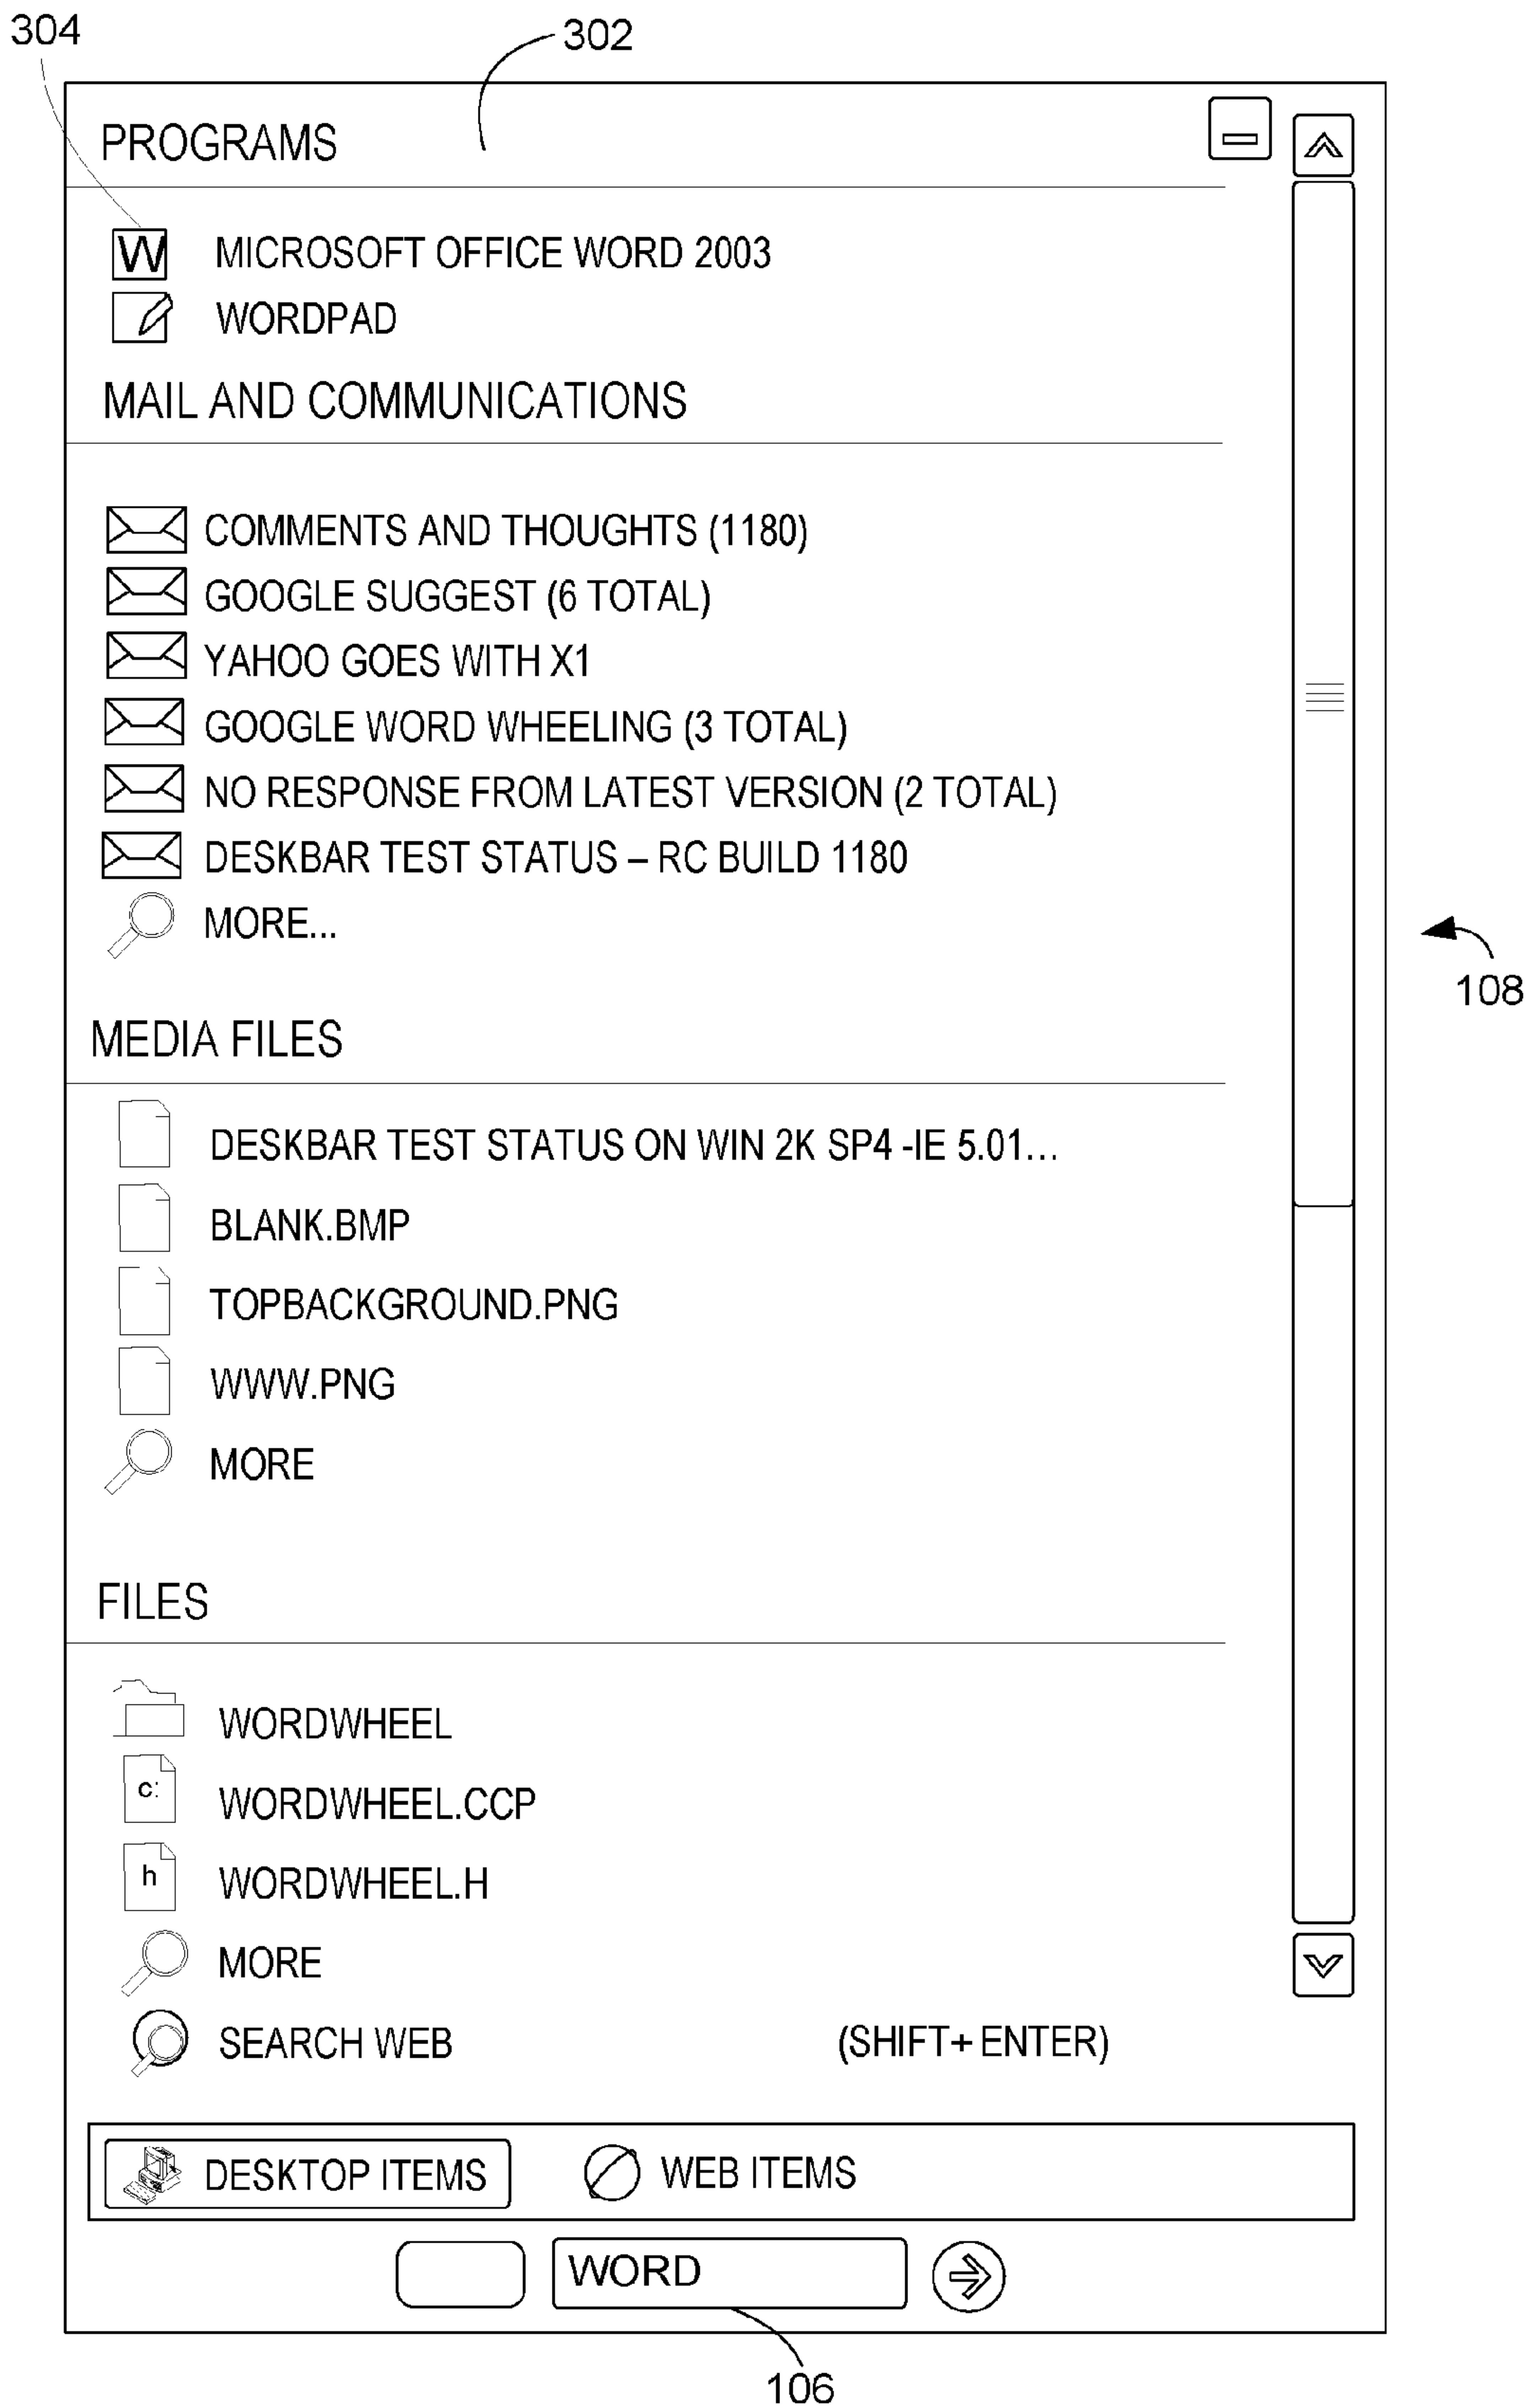 304
302
PROGRAMS
W MICROSOFT OFFICE WORD 2003
WORDPAD
MAIL AND COMMUNICATIONS
COMMENTS AND THOUGHTS (1180)
GOOGLE SUGGEST (6 TOTAL)
YAHOO GOES WITH X1
GOOGLE WORD WHEELING (3 TOTAL)
NO RESPONSE FROM LATEST VERSION (2 TOTAL)
DESKBAR TEST STATUS – RC BUILD 1180
MORE...
108
MEDIA FILES
DESKBAR TEST STATUS ON WIN 2K SP4 -IE 5.01...
BLANK.BMP
TOPBACKGROUND.PNG
WWW.PNG
MORE
FILES
WORDWHEEL
c: WORDWHEEL.CCP
h WORDWHEEL.H
MORE
SEARCH WEB (SHIFT+ ENTER)
DESKTOP ITEMS WEB ITEMS
WORD
106